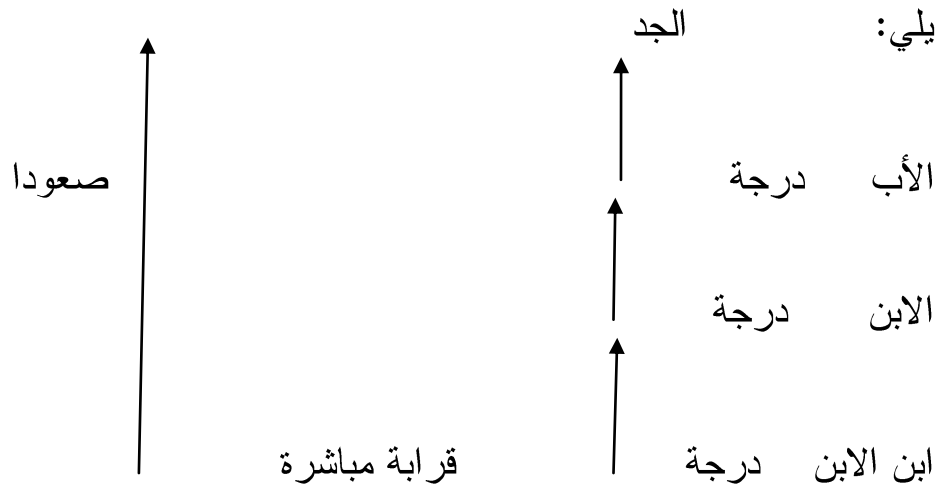 يلي: الجد
الأب درجة صعودا
الابن درجة
ابن الابن درجة قرابة مباشرة